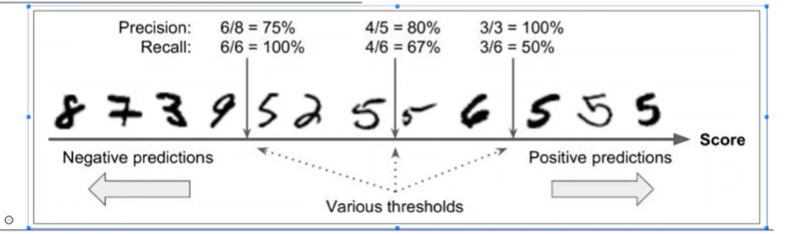 Precision: 6/8 = 75% 4/5 = 80% 3/3 = 100%
Recall: 6/6 = 100% 4/6 = 67% 3/6 = 50%
8 7 3 9 5 2 5 5 6 5 5 5
Score
Negative predictions Positive predictions
Various thresholds